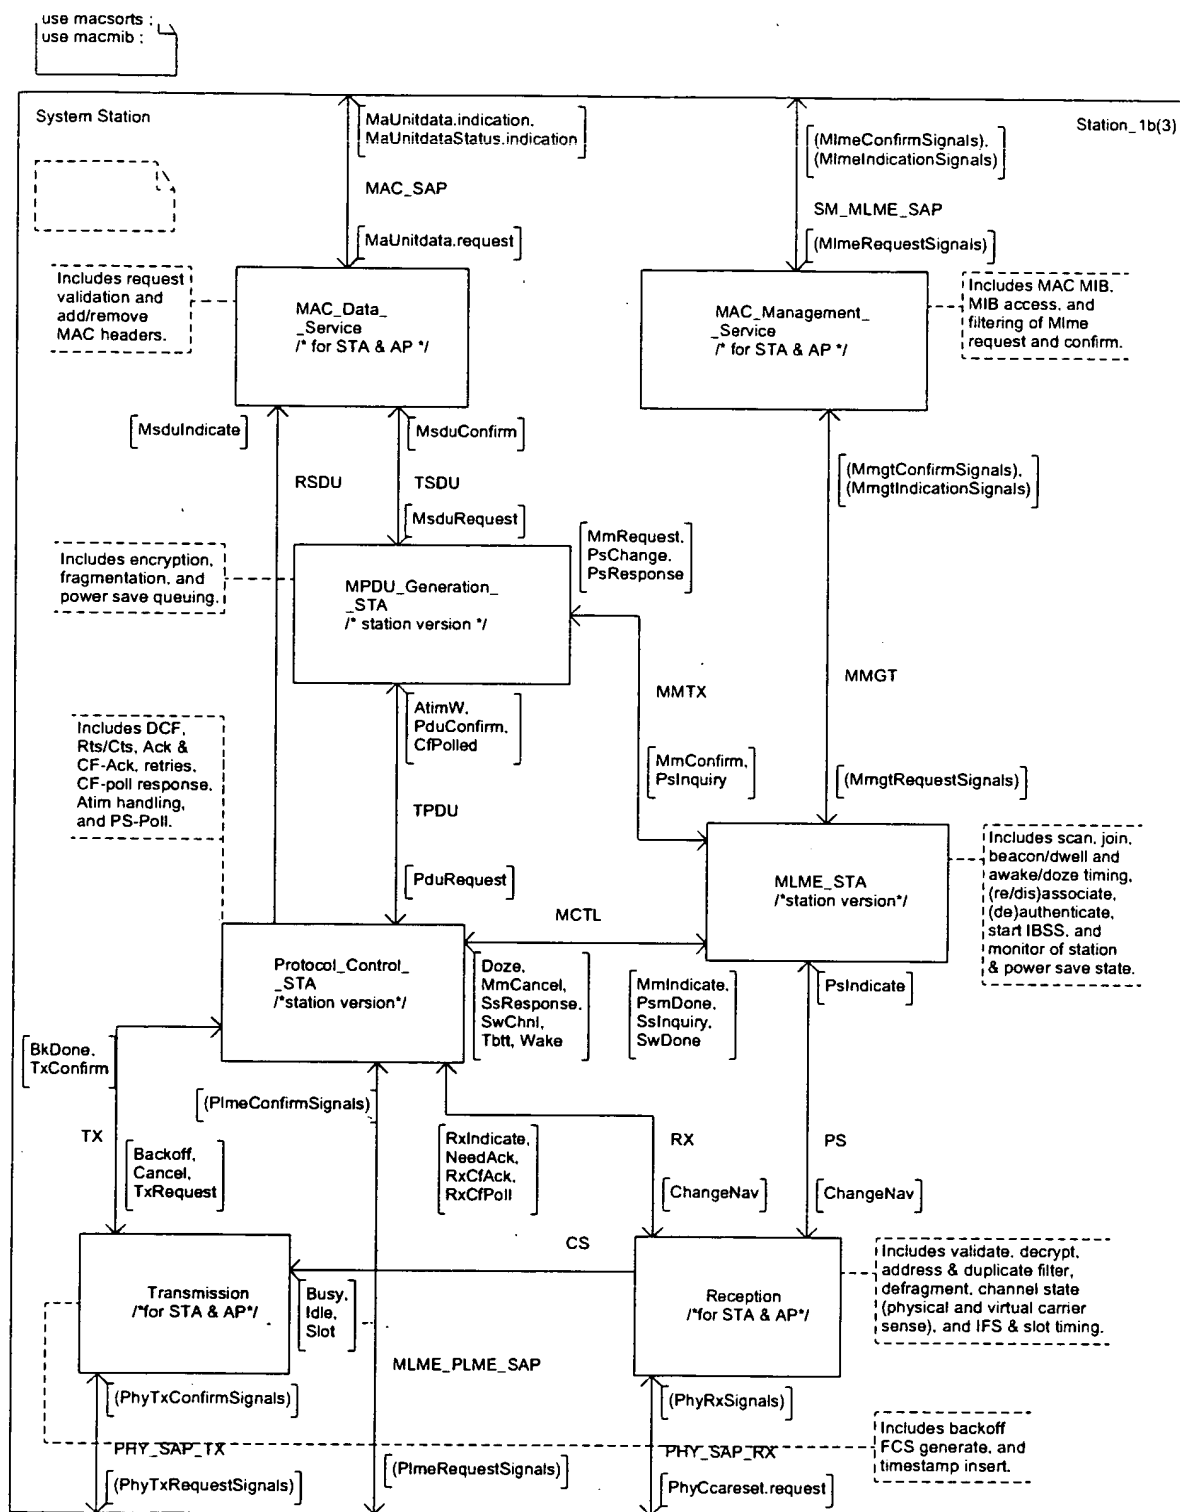 use macsorts ;
use macmib ;
System Station
Station_1b(3)
MaUnitdata.indication,
MaUnitdataStatus.indication
(MlmeConfirmSignals),
(MlmeIndicationSignals)
MAC_SAP
SM_MLME_SAP
MaUnitdata.request
(MlmeRequestSignals)
Includes request
validation and
add/remove
MAC headers.
MAC_Data_
_Service
/* for STA & AP */
MAC_Management_
_Service
/* for STA & AP */
Includes MAC MIB,
MIB access, and
filtering of Mlme
request and confirm.
MsduIndicate
MsduConfirm
RSDU
TSDU
(MmgtConfirmSignals),
(MmgtIndicationSignals)
MsduRequest
Includes encryption,
fragmentation, and
power save queuing.
MPDU_Generation_
_STA
/* station version */
MmRequest,
PsChange,
PsResponse
MMTX
MMGT
Includes DCF,
Rts/Cts, Ack &
CF-Ack, retries,
CF-poll response,
Atim handling,
and PS-Poll.
AtimW,
PduConfirm,
CfPolled
MmConfirm,
PsInquiry
(MmgtRequestSignals)
TPDU
PduRequest
MCTL
MLME_STA
/*station version*/
Includes scan, join,
beacon/dwell and
awake/doze timing,
(re/dis)associate,
(de)authenticate,
start IBSS, and
monitor of station
& power save state.
Protocol_Control_
_STA
/*station version*/
Doze,
MmCancel,
SsResponse,
SwChnl,
Tbtt, Wake
MmIndicate,
PsmDone,
SsInquiry,
SwDone
PsIndicate
BkDone,
TxConfirm
(PlmeConfirmSignals)
TX
Backoff,
Cancel,
TxRequest
RxIndicate,
NeedAck,
RxCfAck,
RxCfPoll
RX
PS
ChangeNav
ChangeNav
CS
Transmission
/*for STA & AP*/
Busy,
Idle,
Slot
Reception
/*for STA & AP*/
Includes validate, decrypt,
address & duplicate filter,
defragment, channel state
(physical and virtual carrier
sense), and IFS & slot timing.
MLME_PLME_SAP
(PhyTxConfirmSignals)
(PhyRxSignals)
PHY_SAP_TX
PHY_SAP_RX
Includes backoff
FCS generate, and
timestamp insert.
(PhyTxRequestSignals)
(PlmeRequestSignals)
PhyCcareset.request